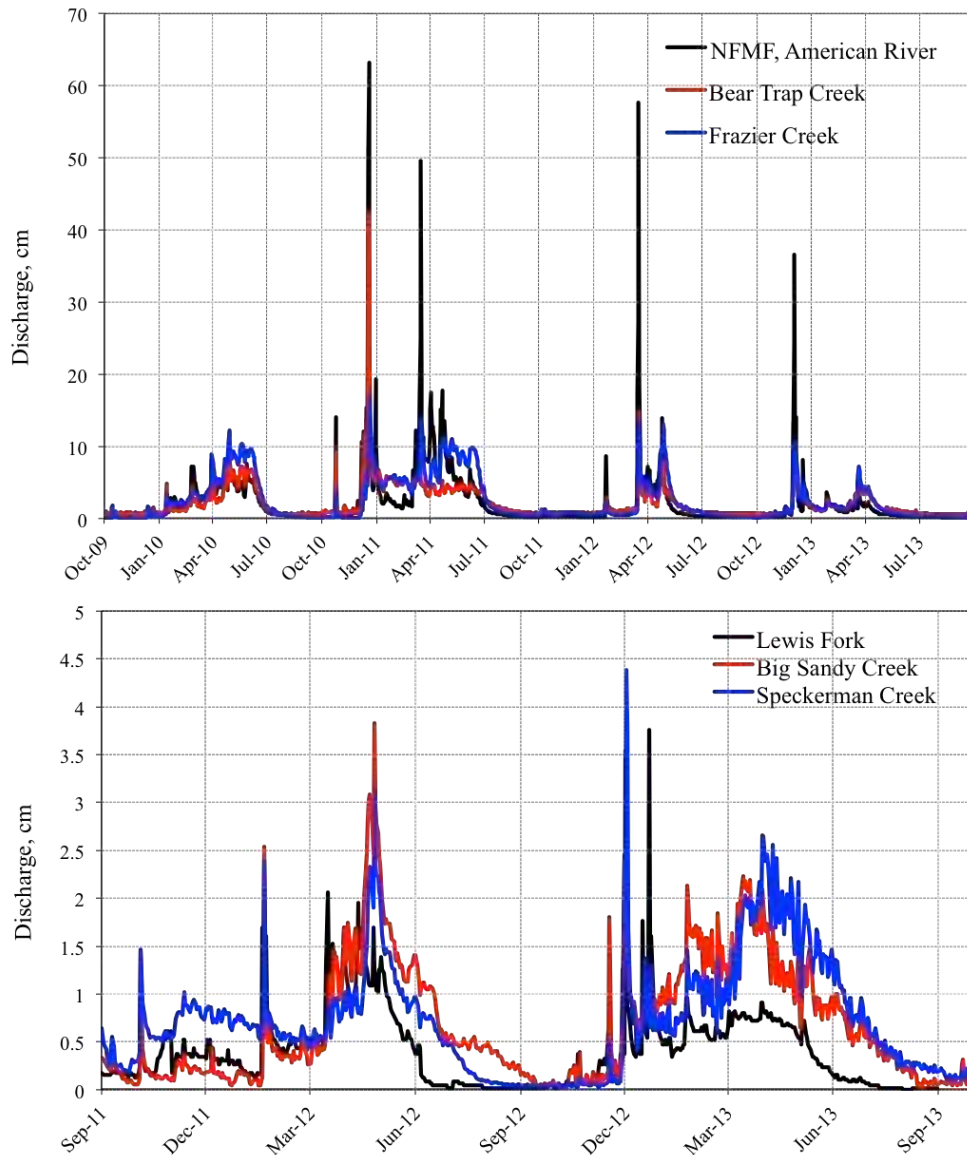 70
60
50
40
30
20
10
0
Discharge, cm
NFMF, American River
Bear Trap Creek
Frazier Creek
Oct-09
Jan-10
Apr-10
Jul-10
Oct-10
Jan-11
Apr-11
Jul-11
Oct-11
Jan-12
Apr-12
Jul-12
Oct-12
Jan-13
Apr-13
Jul-13
5
4.5
4
3.5
3
2.5
2
1.5
1
0.5
0
Discharge, cm
Lewis Fork
Big Sandy Creek
Speckerman Creek
Sep-11
Dec-11
Mar-12
Jun-12
Sep-12
Dec-12
Mar-13
Jun-13
Sep-13